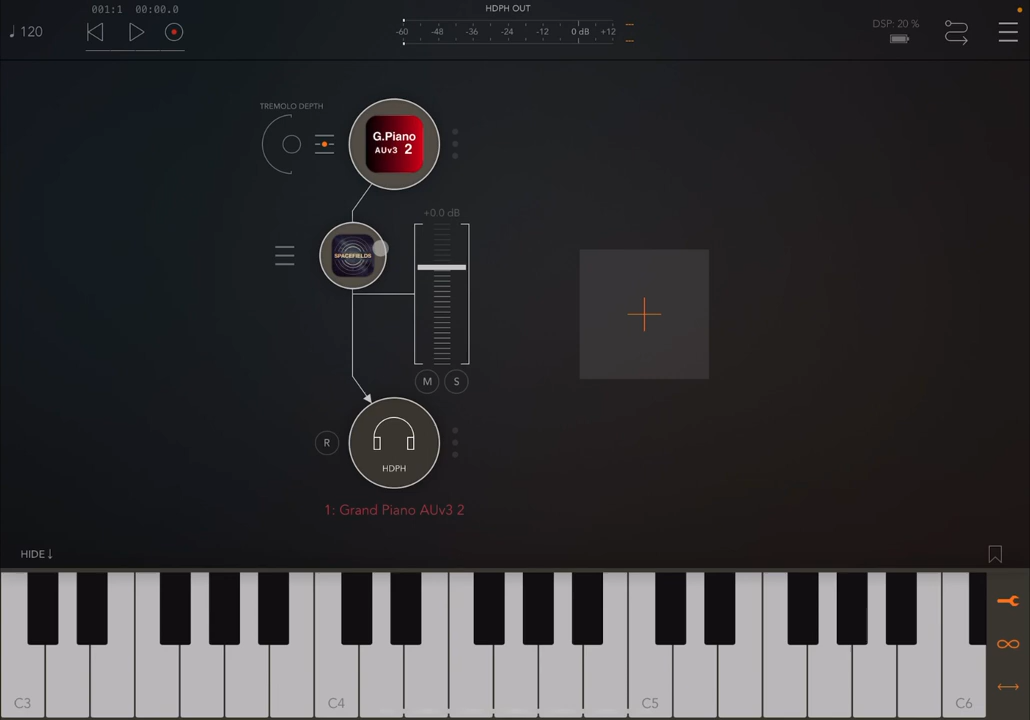 HDPH OUT
001:1 00:00.0
♩ 120
-60 -48 -36 -24 -12 0 dB +12
DSP: 20 %
TREMOLO DEPTH
G.Piano
AUv3 2
+0.0 dB
SPACEFIELDS
M S
R
HDPH
1: Grand Piano AUv3 2
HIDE↓
C3 C4 C5 C6